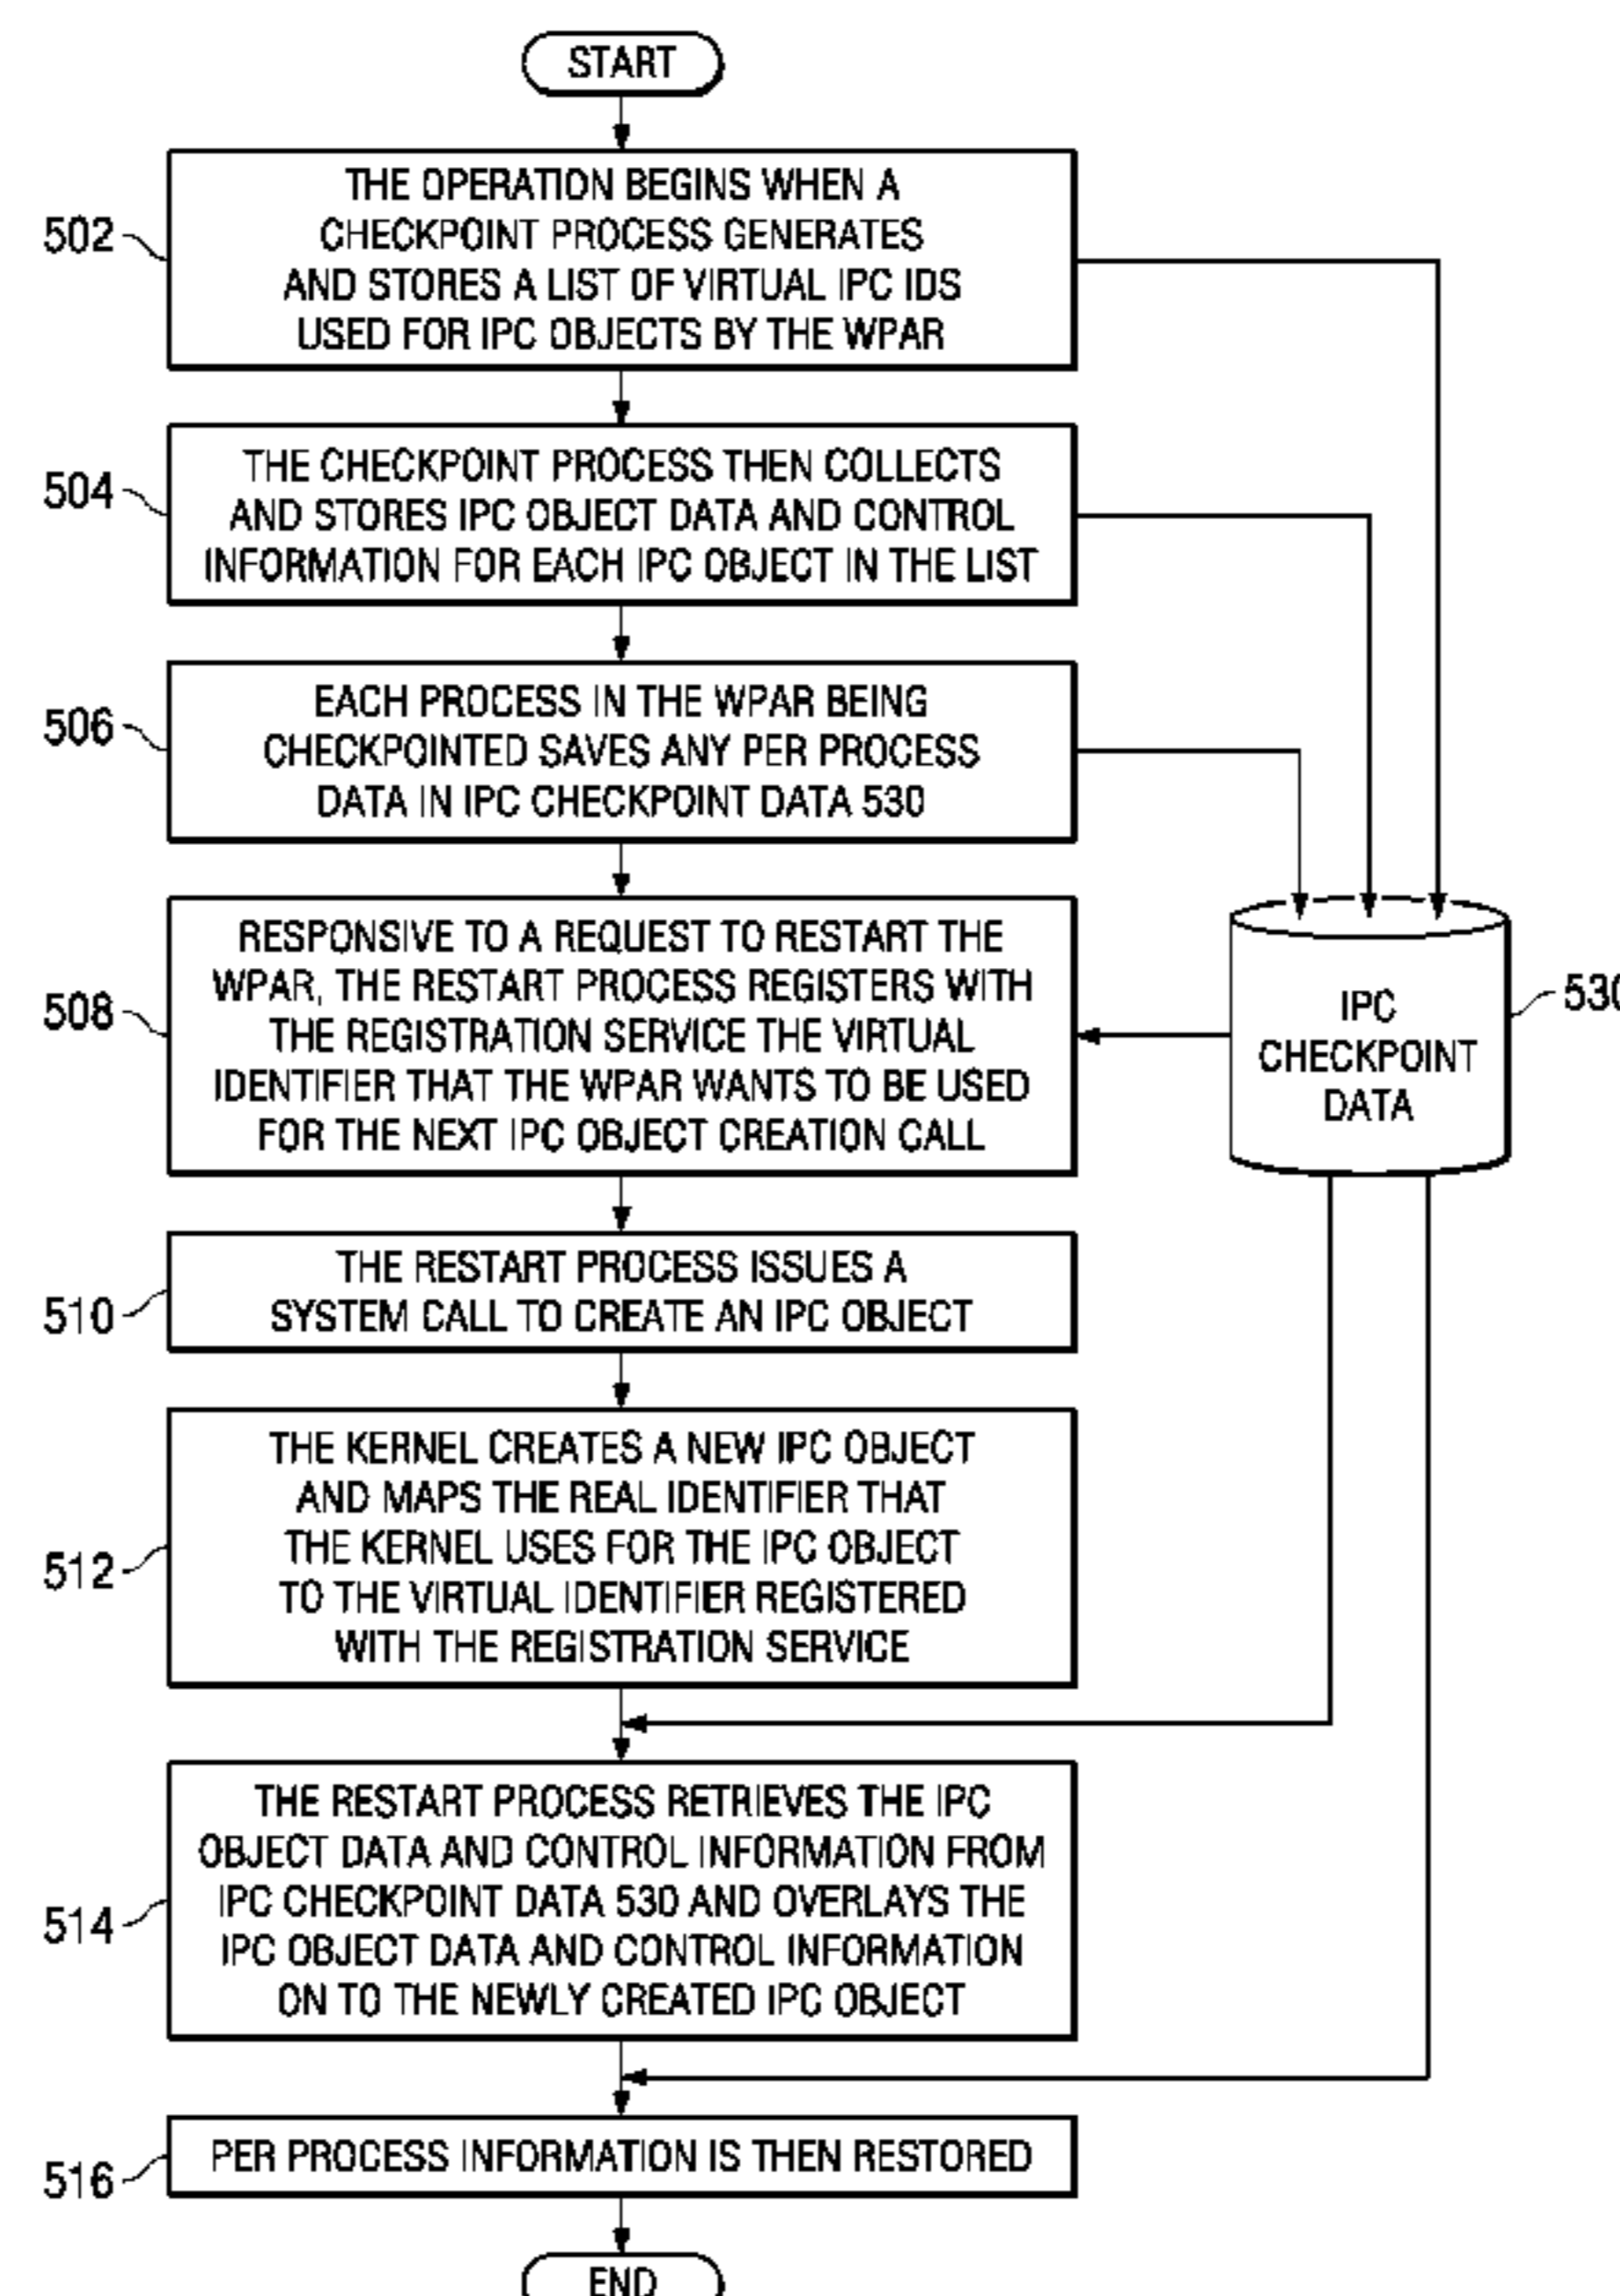 START
502
THE OPERATION BEGINS WHEN A
CHECKPOINT PROCESS GENERATES
AND STORES A LIST OF VIRTUAL IPC IDS
USED FOR IPC OBJECTS BY THE WPAR
504
THE CHECKPOINT PROCESS THEN COLLECTS
AND STORES IPC OBJECT DATA AND CONTROL
INFORMATION FOR EACH IPC OBJECT IN THE LIST
506
EACH PROCESS IN THE WPAR BEING
CHECKPOINTED SAVES ANY PER PROCESS
DATA IN IPC CHECKPOINT DATA 530
508
RESPONSIVE TO A REQUEST TO RESTART THE
WPAR, THE RESTART PROCESS REGISTERS WITH
THE REGISTRATION SERVICE THE VIRTUAL
IDENTIFIER THAT THE WPAR WANTS TO BE USED
FOR THE NEXT IPC OBJECT CREATION CALL
IPC
CHECKPOINT
DATA
530
510
THE RESTART PROCESS ISSUES A
SYSTEM CALL TO CREATE AN IPC OBJECT
512
THE KERNEL CREATES A NEW IPC OBJECT
AND MAPS THE REAL IDENTIFIER THAT
THE KERNEL USES FOR THE IPC OBJECT
TO THE VIRTUAL IDENTIFIER REGISTERED
WITH THE REGISTRATION SERVICE
514
THE RESTART PROCESS RETRIEVES THE IPC
OBJECT DATA AND CONTROL INFORMATION FROM
IPC CHECKPOINT DATA 530 AND OVERLAYS THE
IPC OBJECT DATA AND CONTROL INFORMATION
ON TO THE NEWLY CREATED IPC OBJECT
516
PER PROCESS INFORMATION IS THEN RESTORED
END